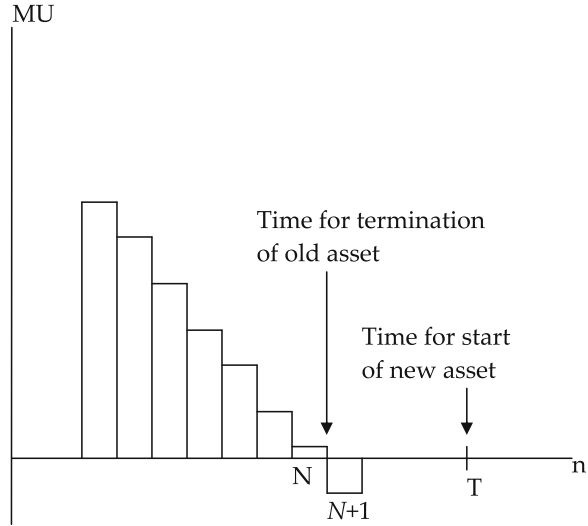 MU
Time for termination
of old asset
Time for start
of new asset
n
N
T
N+1